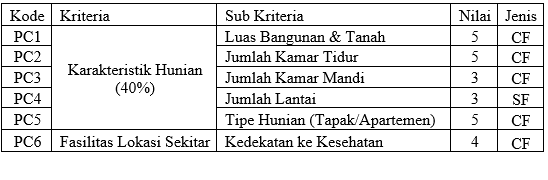 Kode Kriteria Sub Kriteria Nilai Jenis
PC1 Luas Bangunan & Tanah 5 CF
PC2 Jumlah Kamar Tidur 5 CF
PC3 Karakteristik Hunian (40%) Jumlah Kamar Mandi 3 CF
PC4 Jumlah Lantai 3 SF
PC5 Tipe Hunian (Tapak/Apartemen) 5 CF
PC6 Fasilitas Lokasi Sekitar Kedekatan ke Kesehatan 4 CF